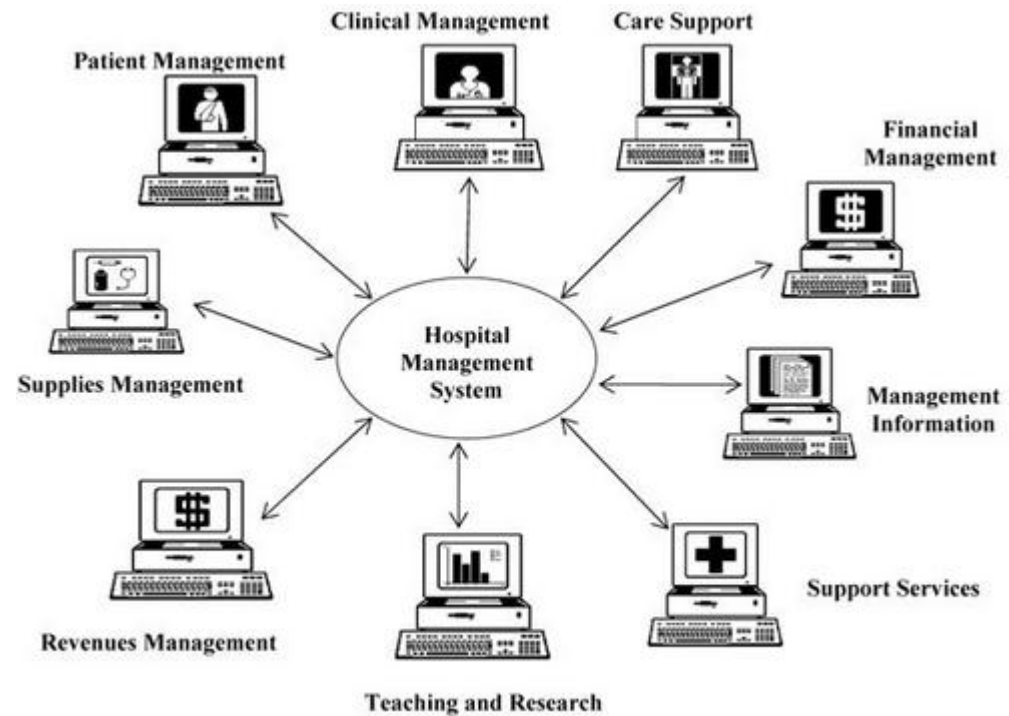 Clinical Management
Care Support
Patient Management
Financial
Management
Hospital
Management
System
Supplies Management
Management
Information
Support Services
Revenues Management
Teaching and Research